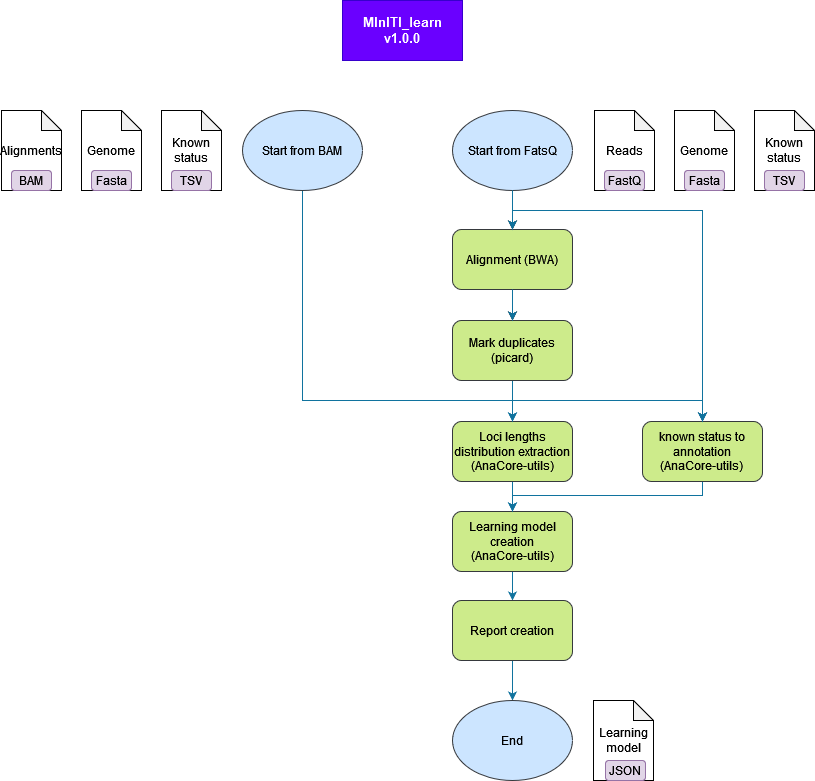 MInITI_learn
v1.0.0
Alignments
BAM
Genome
Fasta
Known
status
TSV
Start from BAM
Start from FatsQ
Reads
FastQ
Genome
Fasta
Known
status
TSV
Alignment (BWA)
Mark duplicates
(picard)
Loci lengths
distribution extraction
(AnaCore-utils)
known status to
annotation
(AnaCore-utils)
Learning model
creation
(AnaCore-utils)
Report creation
End
Learning
model
JSON